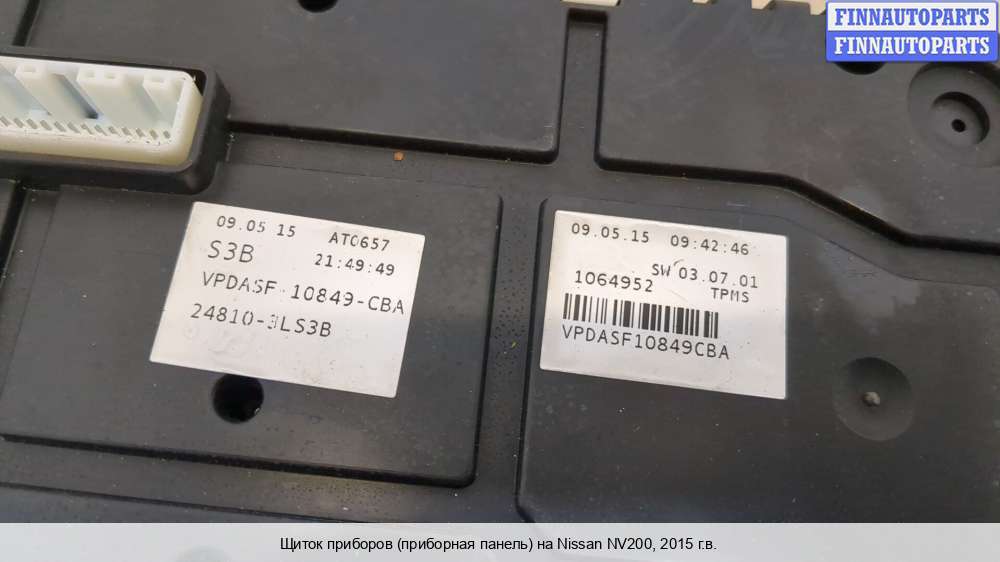 FINNAUTOPARTS
FINNAUTOPARTS
09.05 15 AT0657
S3B 21:49:49
VPDASF 10849-CBA
24810-3LS3B
09.05.15 09:42:46
SW 03.07.01
1064952 TPMS
VPDASF10849CBA
Щиток приборов (приборная панель) на Nissan NV200, 2015 г.в.